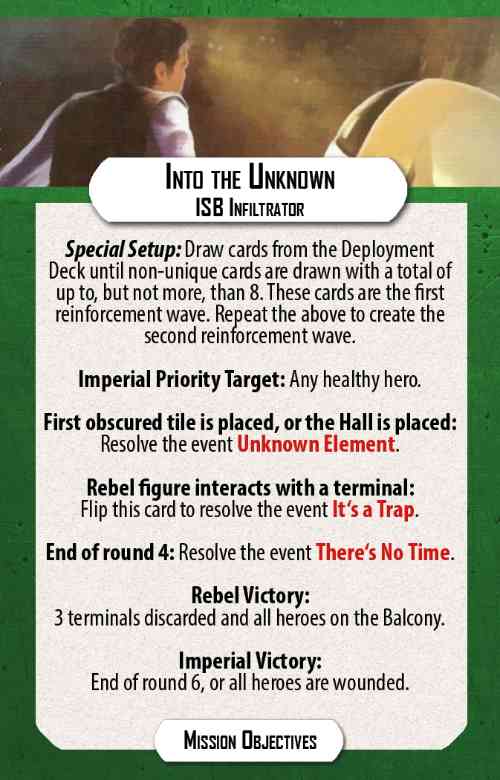 Into the Unknown
ISB Infiltrator
Special Setup: Draw cards from the Deployment
Deck until non-unique cards are drawn with a total of
up to, but not more, than 8. These cards are the first
reinforcement wave. Repeat the above to create the
second reinforcement wave.
Imperial Priority Target: Any healthy hero.
First obscured tile is placed, or the Hall is placed:
Resolve the event Unknown Element.
Rebel figure interacts with a terminal:
Flip this card to resolve the event It's a Trap.
End of round 4: Resolve the event There's No Time.
Rebel Victory:
3 terminals discarded and all heroes on the Balcony.
Imperial Victory:
End of round 6, or all heroes are wounded.
Mission Objectives